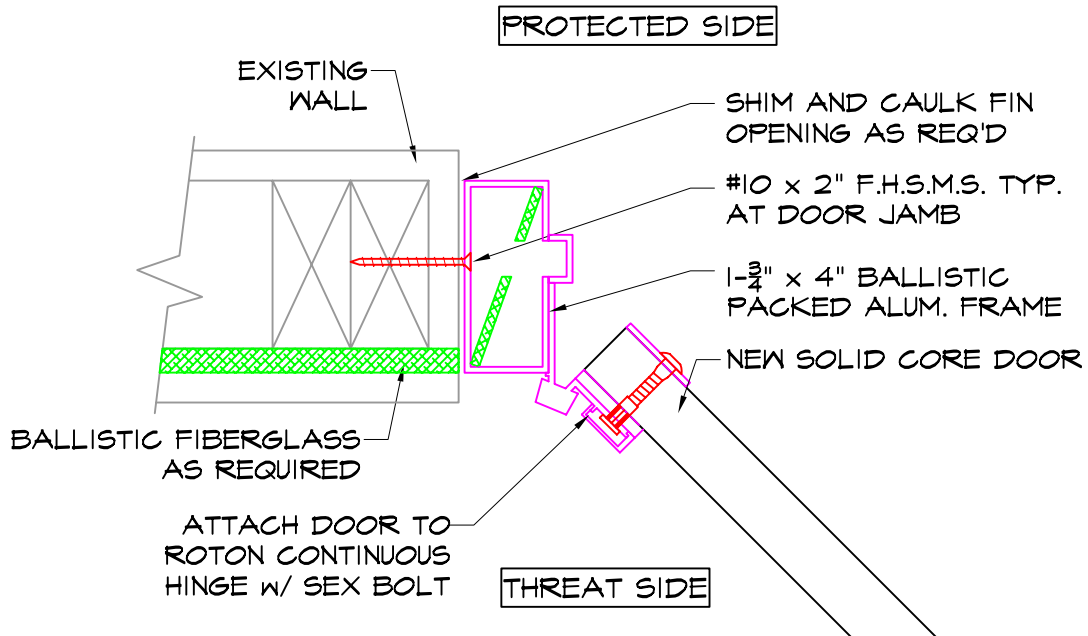 PROTECTED SIDE
EXISTING
WALL
SHIM AND CAULK FIN
OPENING AS REQ'D
#10 x 2" F.H.S.M.S. TYP.
AT DOOR JAMB
1-3/4" x 4" BALLISTIC
PACKED ALUM. FRAME
NEW SOLID CORE DOOR
BALLISTIC FIBERGLASS
AS REQUIRED
ATTACH DOOR TO
ROTON CONTINUOUS
HINGE W/ SEX BOLT
THREAT SIDE